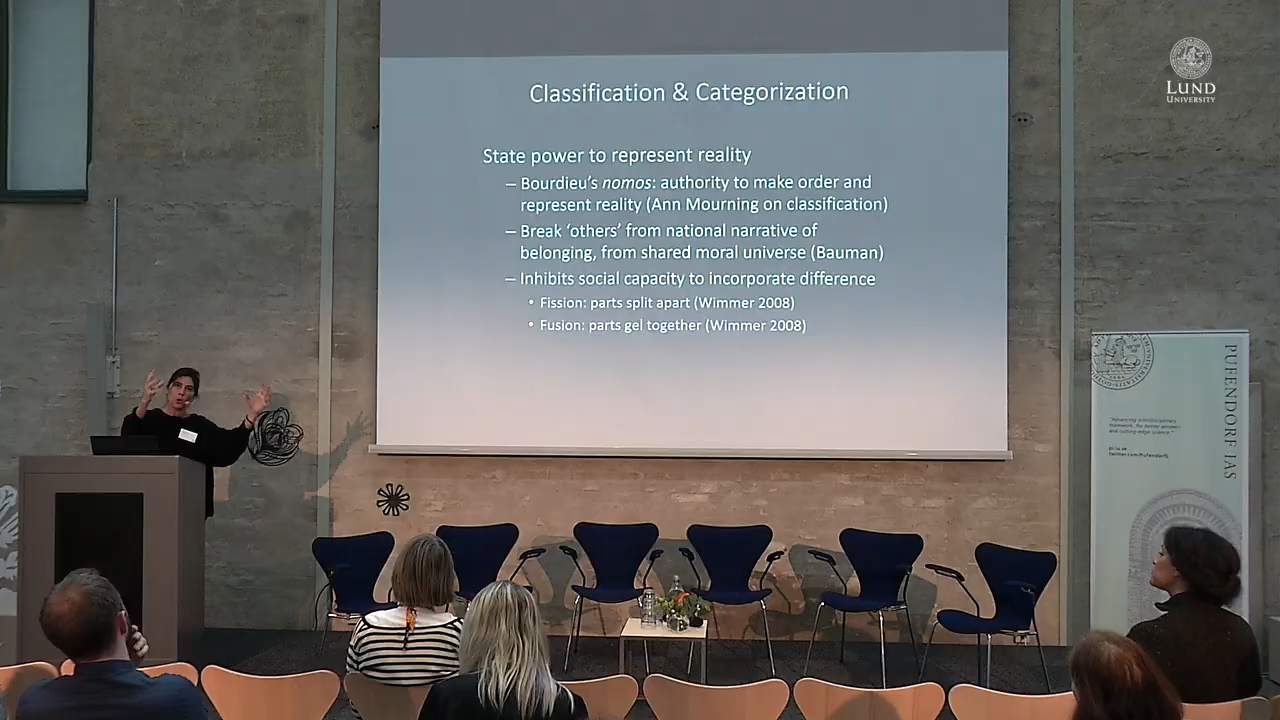 LUND
UNIVERSITY
Classification & Categorization
State power to represent reality
– Bourdieu's nomos: authority to make order and
represent reality (Ann Mourning on classification)
– Break 'others' from national narrative of
belonging, from shared moral universe (Bauman)
– Inhibits social capacity to incorporate difference
• Fission: parts split apart (Wimmer 2008)
• Fusion: parts gel together (Wimmer 2008)
PUFENDORF IAS